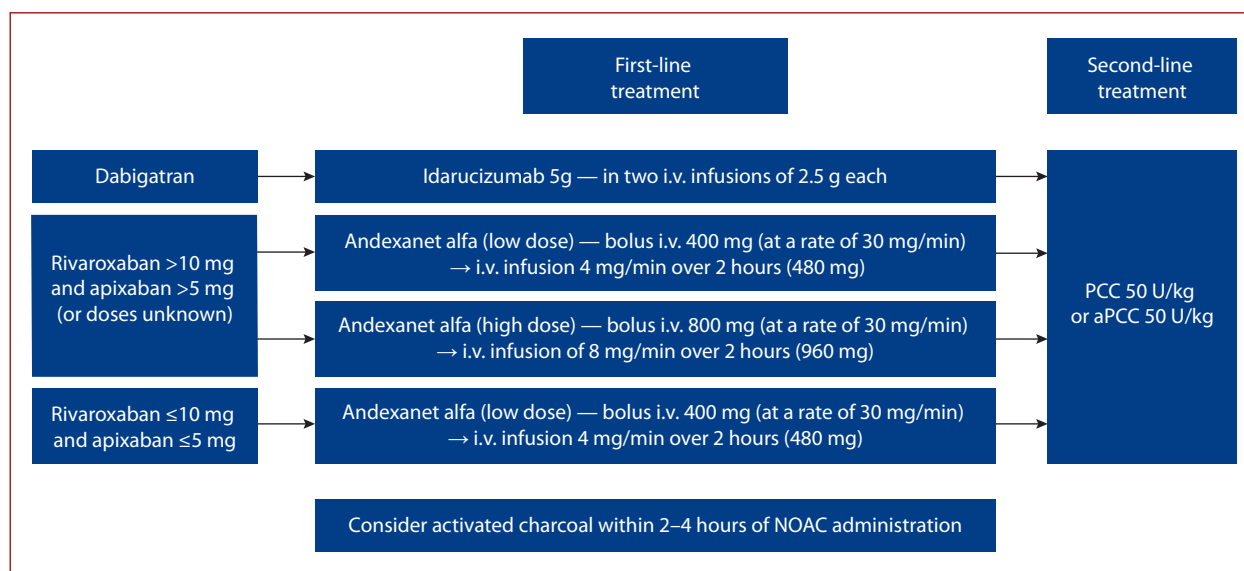 First-line
treatment
Second-line
treatment
Dabigatran
Idarucizumab 5g — in two i.v. infusions of 2.5 g each
Rivaroxaban >10 mg
and apixaban >5 mg
(or doses unknown)
Andexanet alfa (low dose) — bolus i.v. 400 mg (at a rate of 30 mg/min)
→ i.v. infusion 4 mg/min over 2 hours (480 mg)
Andexanet alfa (high dose) — bolus i.v. 800 mg (at a rate of 30 mg/min)
→ i.v. infusion of 8 mg/min over 2 hours (960 mg)
Rivaroxaban ≤10 mg
and apixaban ≤5 mg
Andexanet alfa (low dose) — bolus i.v. 400 mg (at a rate of 30 mg/min)
→ i.v. infusion 4 mg/min over 2 hours (480 mg)
PCC 50 U/kg
or aPCC 50 U/kg
Consider activated charcoal within 2–4 hours of NOAC administration